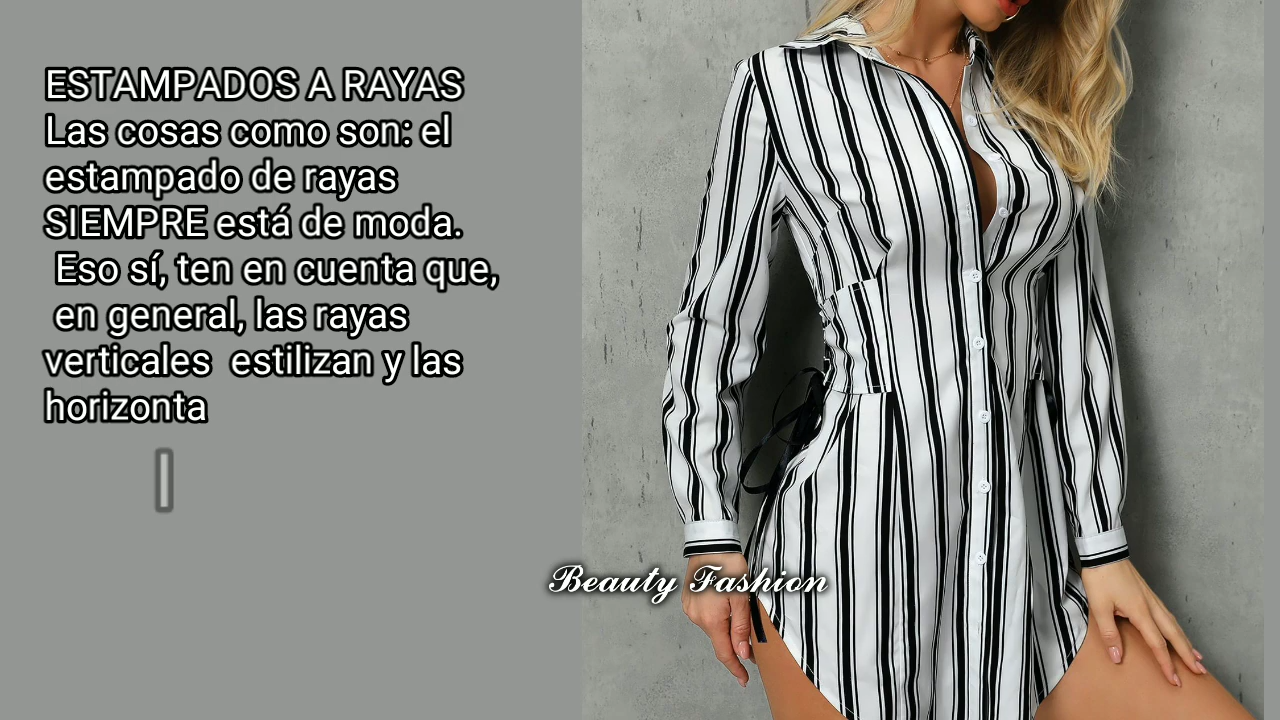 ESTAMPADOS A RAYAS
Las cosas como son: el
estampado de rayas
SIEMPRE está de moda.
Eso sí, ten en cuenta que,
en general, las rayas
verticales estilizan y las
horizonta
Beauty Fashion